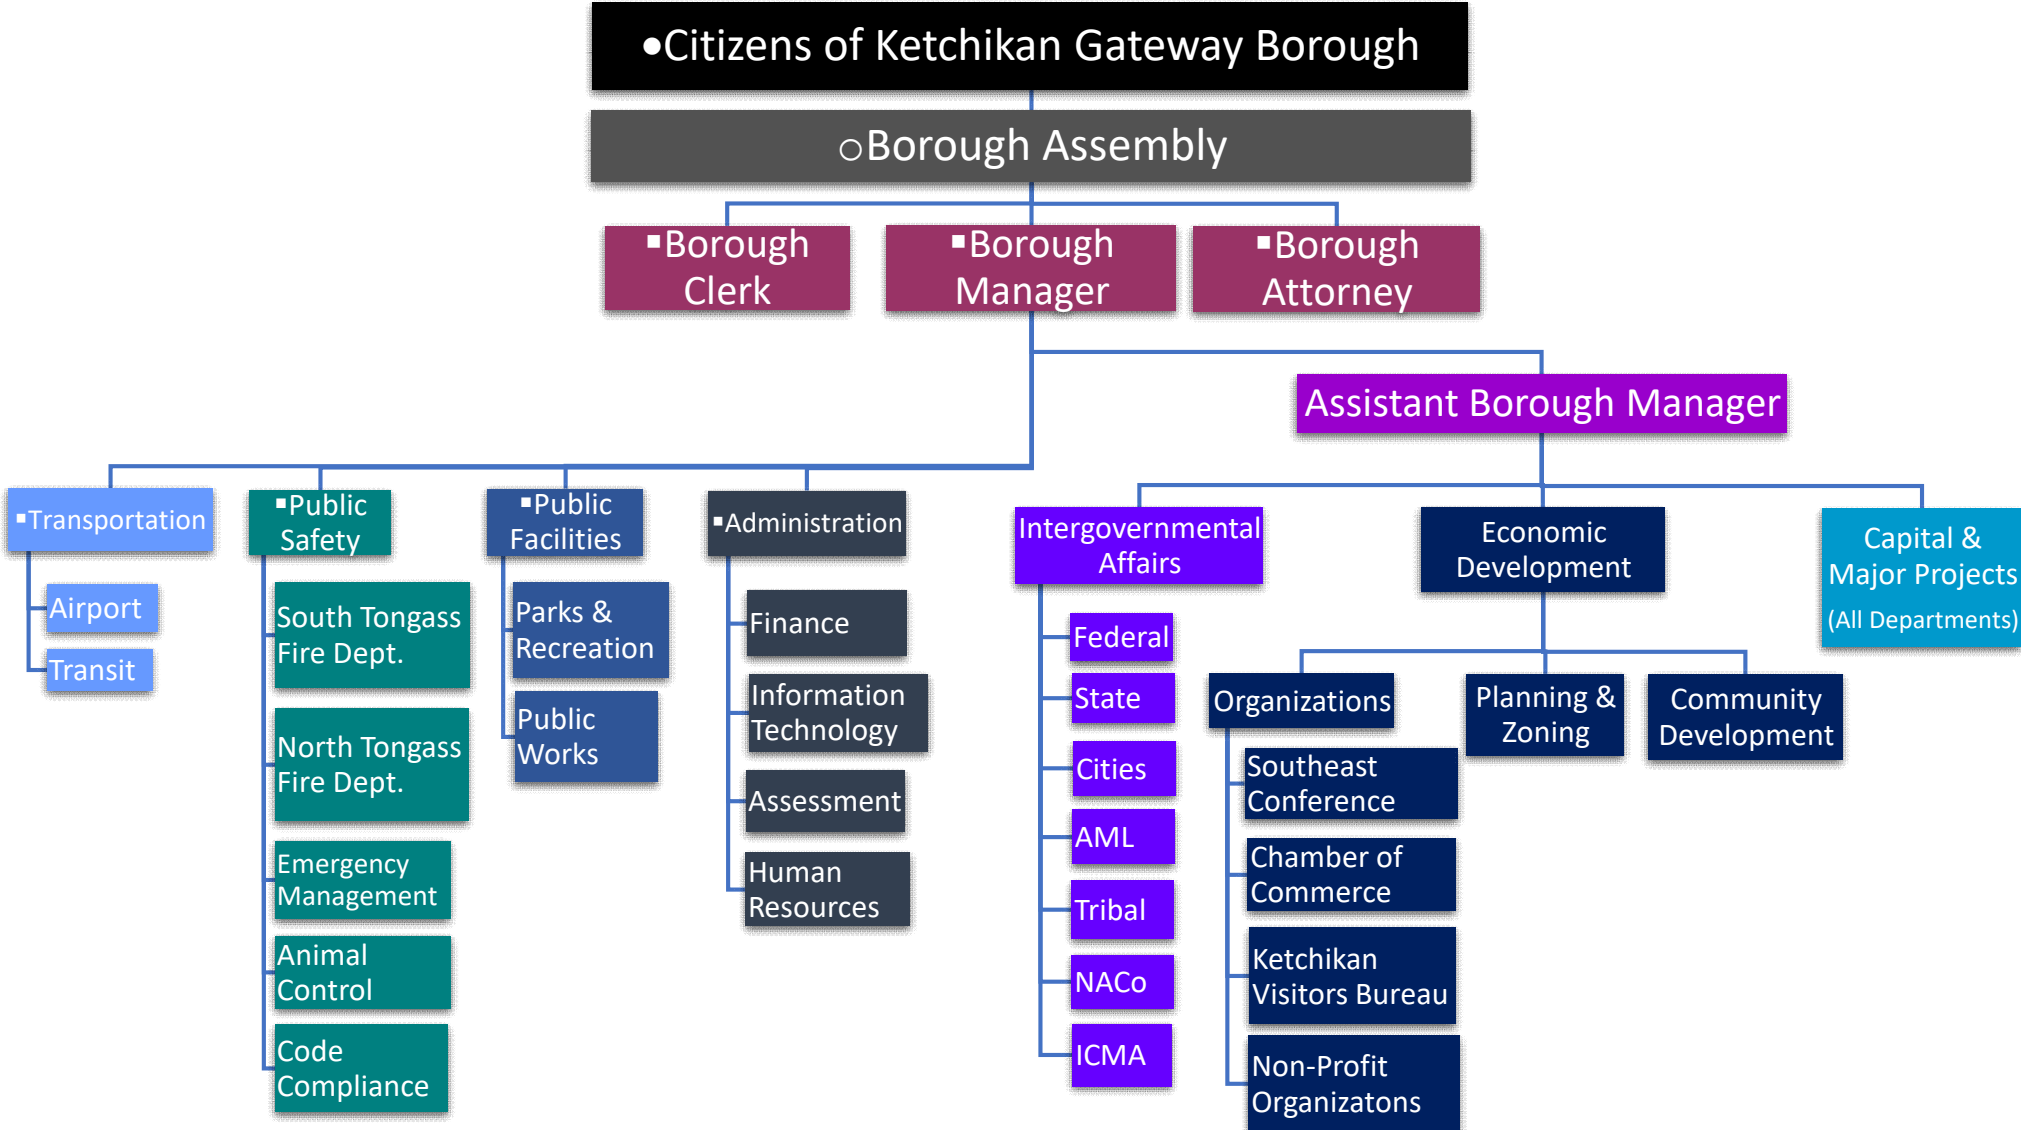 •Citizens of Ketchikan Gateway Borough
○Borough Assembly
▪Borough
Clerk
▪Borough
Manager
▪Borough
Attorney
Assistant Borough Manager
▪Transportation
Airport
Transit
▪Public
Safety
South Tongass
Fire Dept.
North Tongass
Fire Dept.
Emergency
Management
Animal
Control
Code
Compliance
▪Public
Facilities
Parks &
Recreation
Public
Works
▪Administration
Finance
Information
Technology
Assessment
Human
Resources
Intergovernmental
Affairs
Federal
State
Cities
AML
Tribal
NACo
ICMA
Economic
Development
Organizations
Southeast
Conference
Chamber of
Commerce
Ketchikan
Visitors Bureau
Non-Profit
Organizatons
Planning &
Zoning
Community
Development
Capital &
Major Projects
(All Departments)